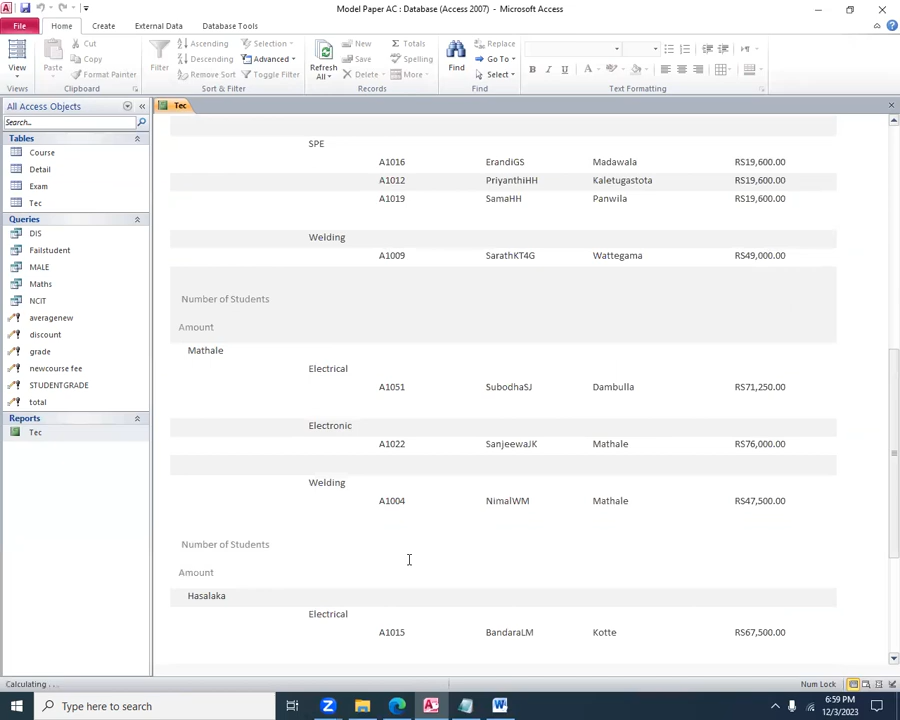 Model Paper AC : Database (Access 2007) - Microsoft Access
File Home Create External Data Database Tools
View
Views
Paste
Cut
Copy
Format Painter
Clipboard
Filter
Ascending
Descending
Remove Sort
Selection
Advanced
Toggle Filter
Sort & Filter
Refresh
All
New
Save
Delete
Totals
Spelling
More
Records
Find
Replace
Go To
Select
Find
B I U A
Text Formatting
All Access Objects
Search..
Tables
Course
Detail
Exam
Tec
Queries
DIS
Failstudent
MALE
Maths
NCIT
averagenew
discount
grade
newcourse fee
STUDENTGRADE
total
Reports
Tec
Tec
SPE
A1016 ErandiGS Madawala RS19,600.00
A1012 PriyanthiHH Kaletugastota RS19,600.00
A1019 SamaHH Panwila RS19,600.00
Welding
A1009 SarathKT4G Wattegama RS49,000.00
Number of Students
Amount
Mathale
Electrical
A1051 SubodhaSJ Dambulla RS71,250.00
Electronic
A1022 SanjeewaJK Mathale RS76,000.00
Welding
A1004 NimalWM Mathale RS47,500.00
Number of Students
Amount
Hasalaka
Electrical
A1015 BandaraLM Kotte RS67,500.00
Calculating . . .
Num Lock
Type here to search
6:59 PM
12/3/2023